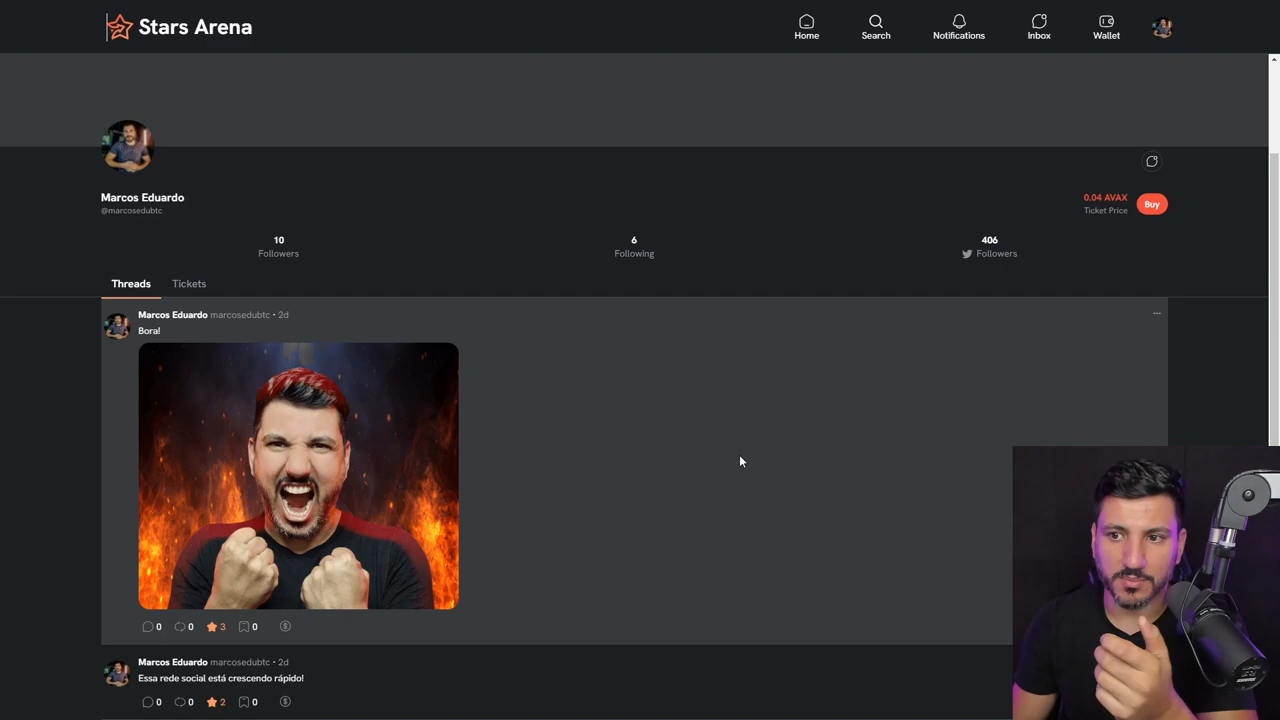 Stars Arena
Home
Search
Notifications
Inbox
Wallet
Marcos Eduardo
@marcosedubtc
0.04 AVAX
Ticket Price
Buy
10
Followers
6
Following
406
Followers
Threads
Tickets
Marcos Eduardo marcosedubtc • 2d
Bora!
0 0 3 0
Marcos Eduardo marcosedubtc • 2d
Essa rede social está crescendo rápido!
0 0 2 0